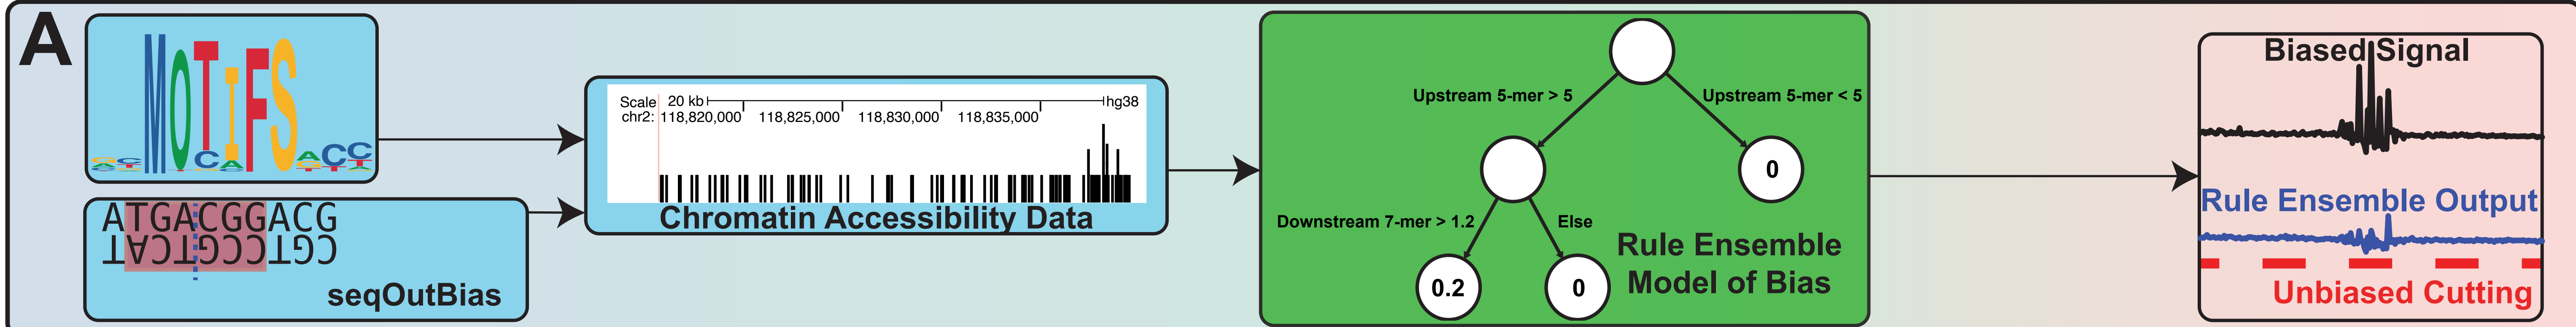 A
MOTIFS
ATGACGGACG
TACTGCCTGC
seqOutBias
Scale 20 kb hg38
chr2: 118,820,000 118,825,000 118,830,000 118,835,000
Chromatin Accessibility Data
Upstream 5-mer > 5
Upstream 5-mer < 5
0
Downstream 7-mer > 1.2
Else
0.2
0
Rule Ensemble
Model of Bias
Biased Signal
Rule Ensemble Output
Unbiased Cutting